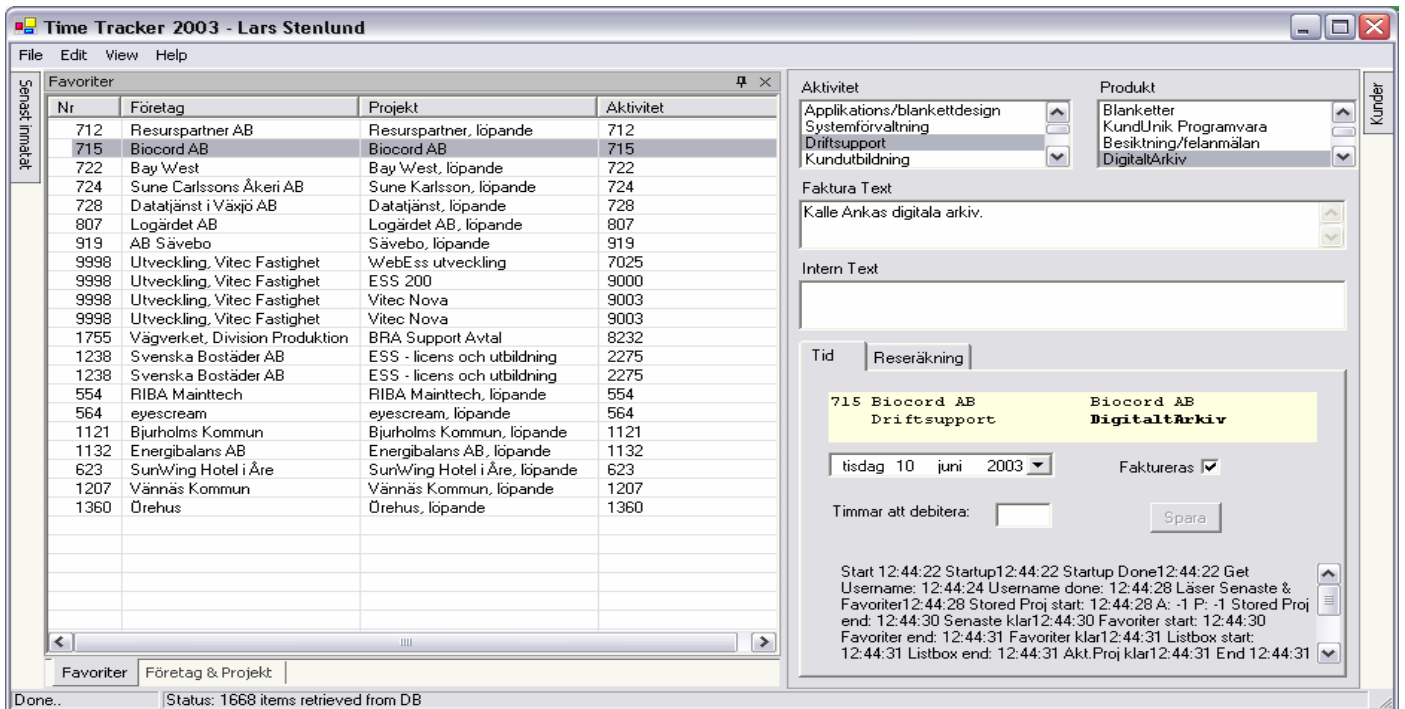 Time Tracker 2003 - Lars Stenlund
File Edit View Help
Senast inmatat
Favoriter
Nr Företag Projekt Aktivitet
712 Resurspartner AB Resurspartner, löpande 712
715 Biocord AB Biocord AB 715
722 Bay West Bay West, löpande 722
724 Sune Carlssons Åkeri AB Sune Karlsson, löpande 724
728 Datatjänst i Växjö AB Datatjänst, löpande 728
807 Logärdet AB Logärdet AB, löpande 807
919 AB Sävebo Sävebo, löpande 919
9998 Utveckling, Vitec Fastighet WebEss utveckling 7025
9998 Utveckling, Vitec Fastighet ESS 200 9000
9998 Utveckling, Vitec Fastighet Vitec Nova 9003
9998 Utveckling, Vitec Fastighet Vitec Nova 9003
1755 Vägverket, Division Produktion BRA Support Avtal 8232
1238 Svenska Bostäder AB ESS - licens och utbildning 2275
1238 Svenska Bostäder AB ESS - licens och utbildning 2275
554 RIBA Mainttech RIBA Mainttech, löpande 554
564 eyescream eyescream, löpande 564
1121 Bjurholms Kommun Bjurholms Kommun, löpande 1121
1132 Energibalans AB Energibalans AB, löpande 1132
623 SunWing Hotel i Åre SunWing Hotel i Åre, löpande 623
1207 Vännäs Kommun Vännäs Kommun, löpande 1207
1360 Örehus Örehus, löpande 1360
Favoriter Företag & Projekt
Aktivitet
Applikations/blankettdesign
Systemförvaltning
Driftsupport
Kundutbildning
Produkt
Blanketter
KundUnik Programvara
Besiktning/felanmälan
DigitaltArkiv
Kunder
Faktura Text
Kalle Ankas digitala arkiv.
Intern Text
Tid Reseräkning
715 Biocord AB Biocord AB
Driftsupport DigitaltArkiv
tisdag 10 juni 2003 Faktureras
Timmar att debitera: Spara
Start 12:44:22 Startup12:44:22 Startup Done12:44:22 Get
Username: 12:44:24 Username done: 12:44:28 Läser Senaste &
Favoriter12:44:28 Stored Proj start: 12:44:28 A: -1 P: -1 Stored Proj
end: 12:44:30 Senaste klar12:44:30 Favoriter start: 12:44:30
Favoriter end: 12:44:31 Favoriter klar12:44:31 Listbox start:
12:44:31 Listbox end: 12:44:31 Akt.Proj klar12:44:31 End 12:44:31
Done.. Status: 1668 items retrieved from DB